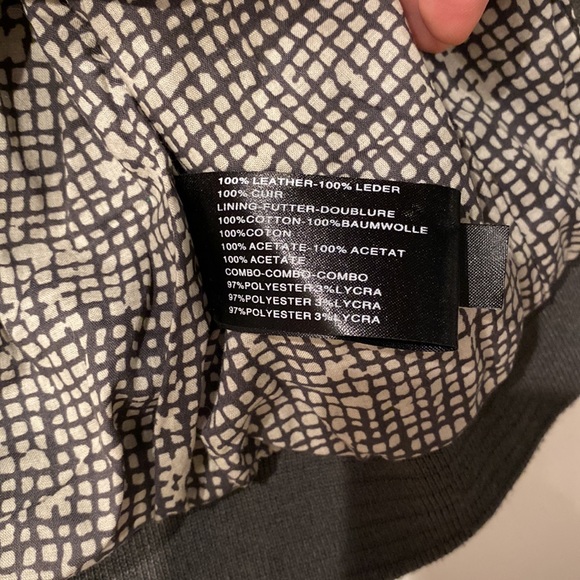 100% LEATHER-100% LEDER
100% CUIR
LINING-FUTTER-DOUBLURE
100%COTTON-100%BAUMWOLLE
100%COTON
100% ACETATE-100% ACETAT
100% ACETATE
COMBO-COMBO-COMBO
97%POLYESTER 3%LYCRA
97%POLYESTER 3%LYCRA
97%POLYESTER 3%LYCRA